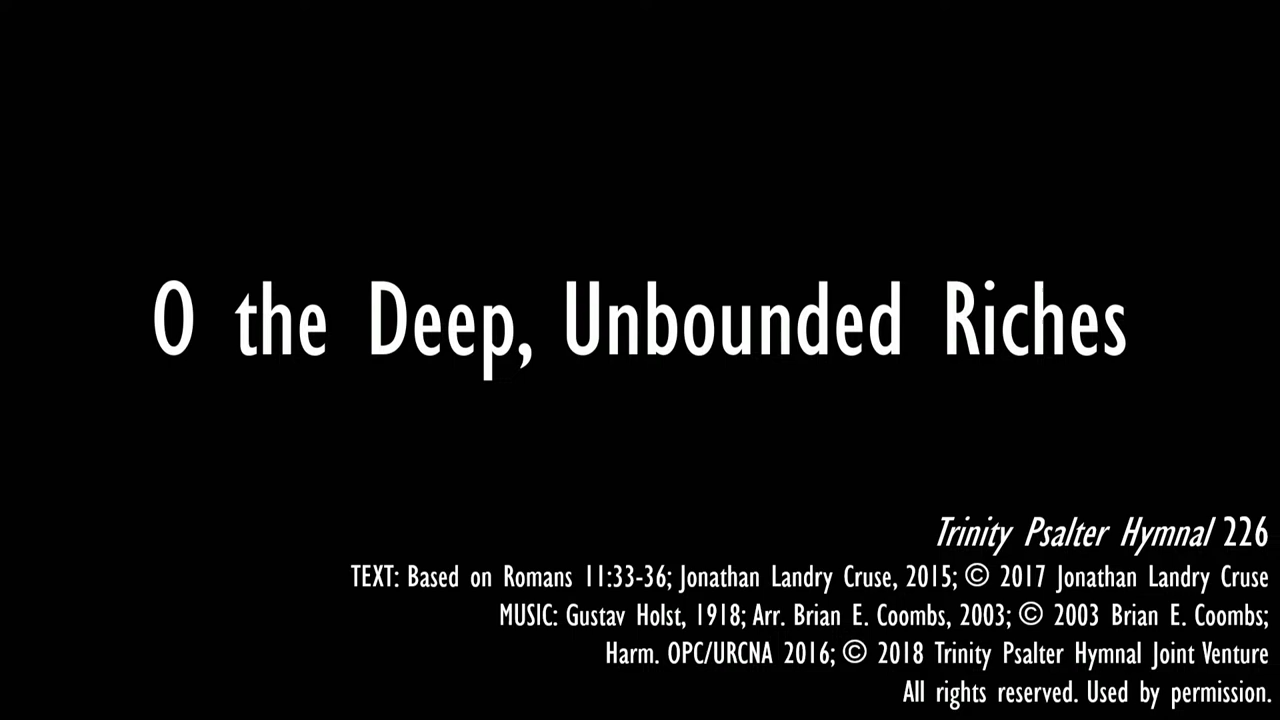 O the Deep, Unbounded Riches
Trinity Psalter Hymnal 226
TEXT: Based on Romans 11:33-36; Jonathan Landry Cruse, 2015; © 2017 Jonathan Landry Cruse
MUSIC: Gustav Holst, 1918; Arr. Brian E. Coombs, 2003; © 2003 Brian E. Coombs;
Harm. OPC/URCNA 2016; © 2018 Trinity Psalter Hymnal Joint Venture
All rights reserved. Used by permission.